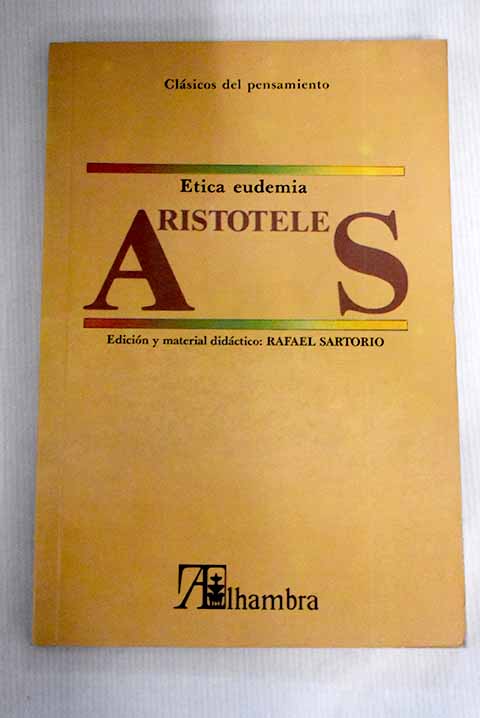 Clásicos del pensamiento
Etica eudemia
ARISTOTELES
Edición y material didáctico: RAFAEL SARTORIO
Alhambra